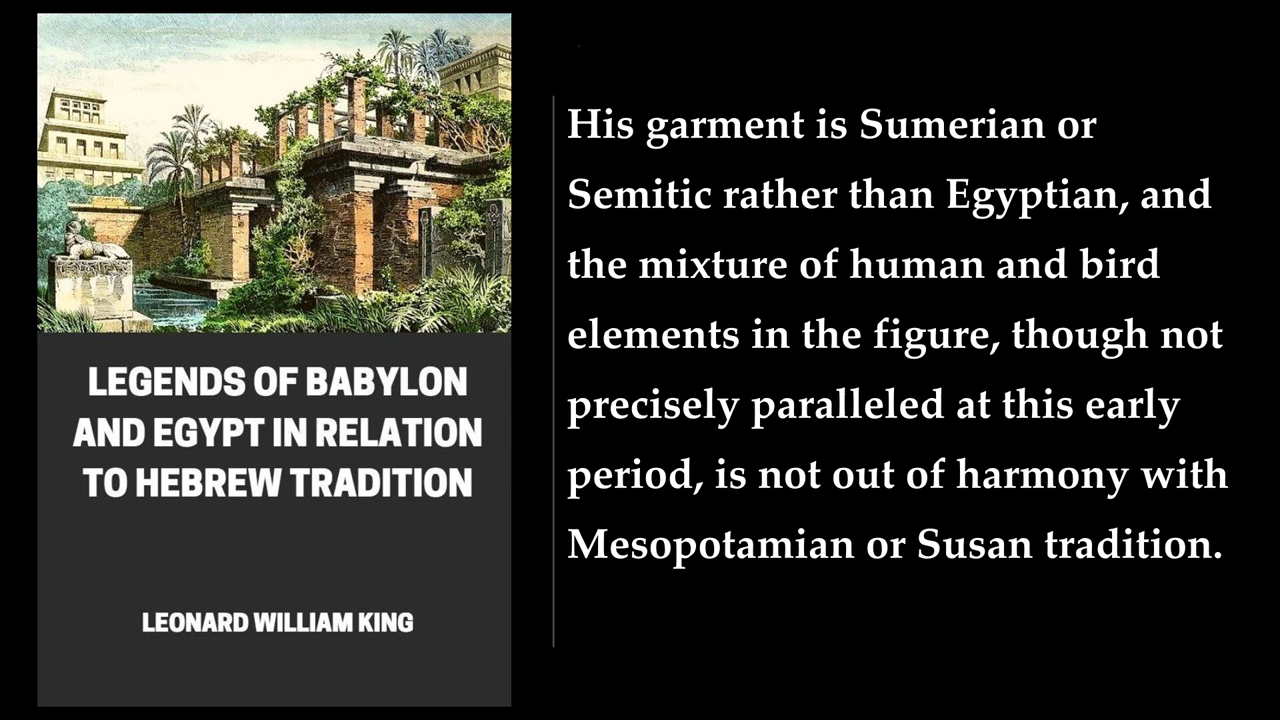 LEGENDS OF BABYLON
AND EGYPT IN RELATION
TO HEBREW TRADITION
LEONARD WILLIAM KING
His garment is Sumerian or
Semitic rather than Egyptian, and
the mixture of human and bird
elements in the figure, though not
precisely paralleled at this early
period, is not out of harmony with
Mesopotamian or Susan tradition.